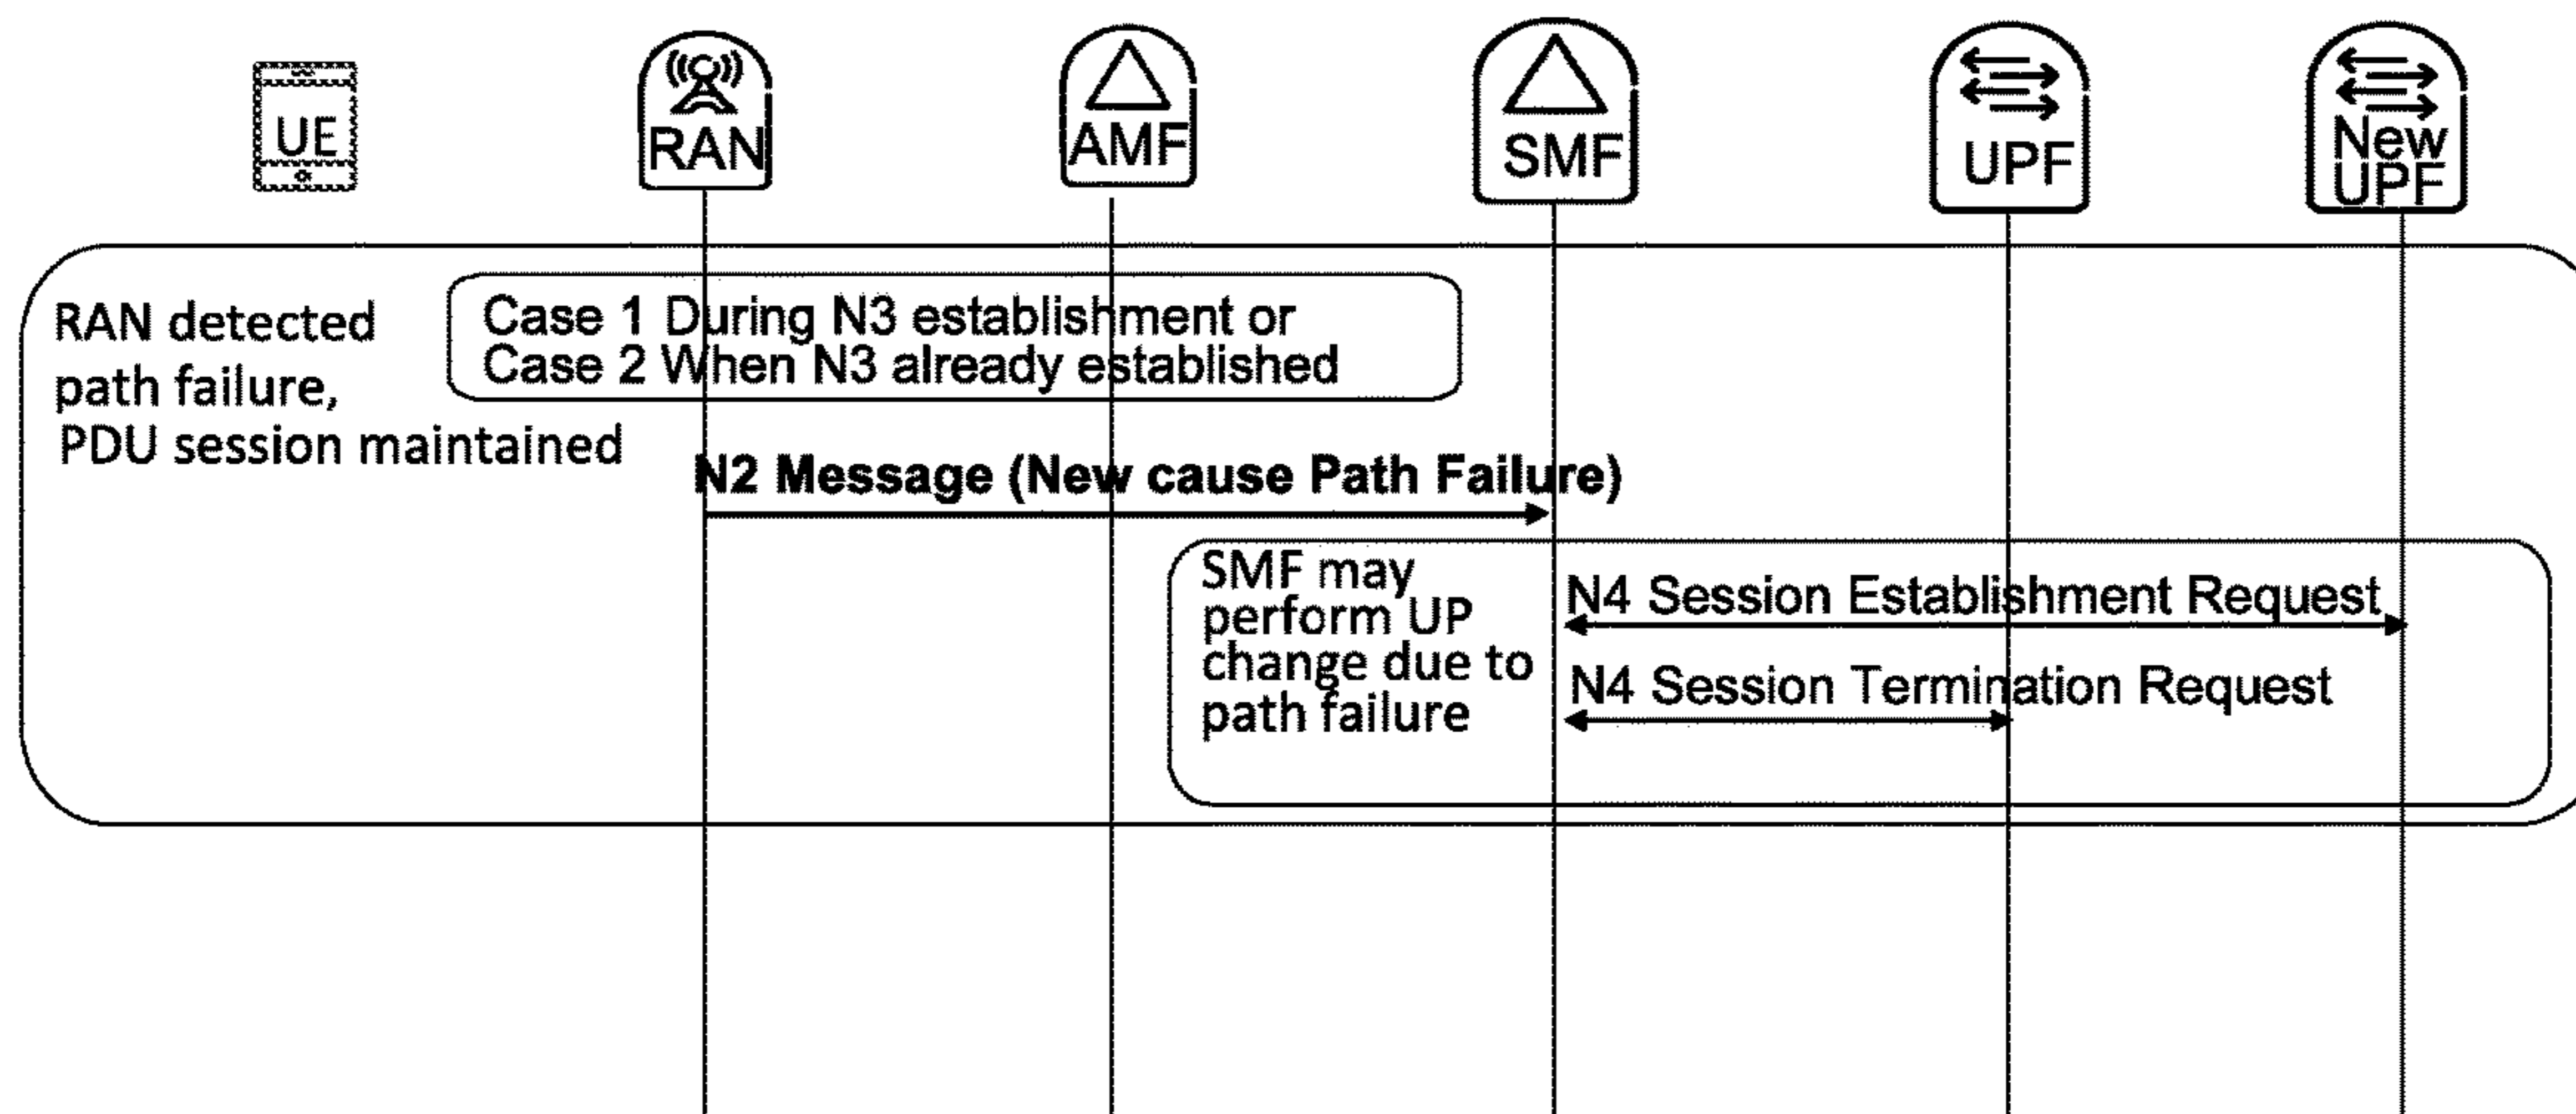 UE
RAN
AMF
SMF
UPF
New
UPF
RAN detected
path failure,
PDU session maintained
Case 1 During N3 establishment or
Case 2 When N3 already established
N2 Message (New cause Path Failure)
SMF may
perform UP
change due to
path failure
N4 Session Establishment Request
N4 Session Termination Request